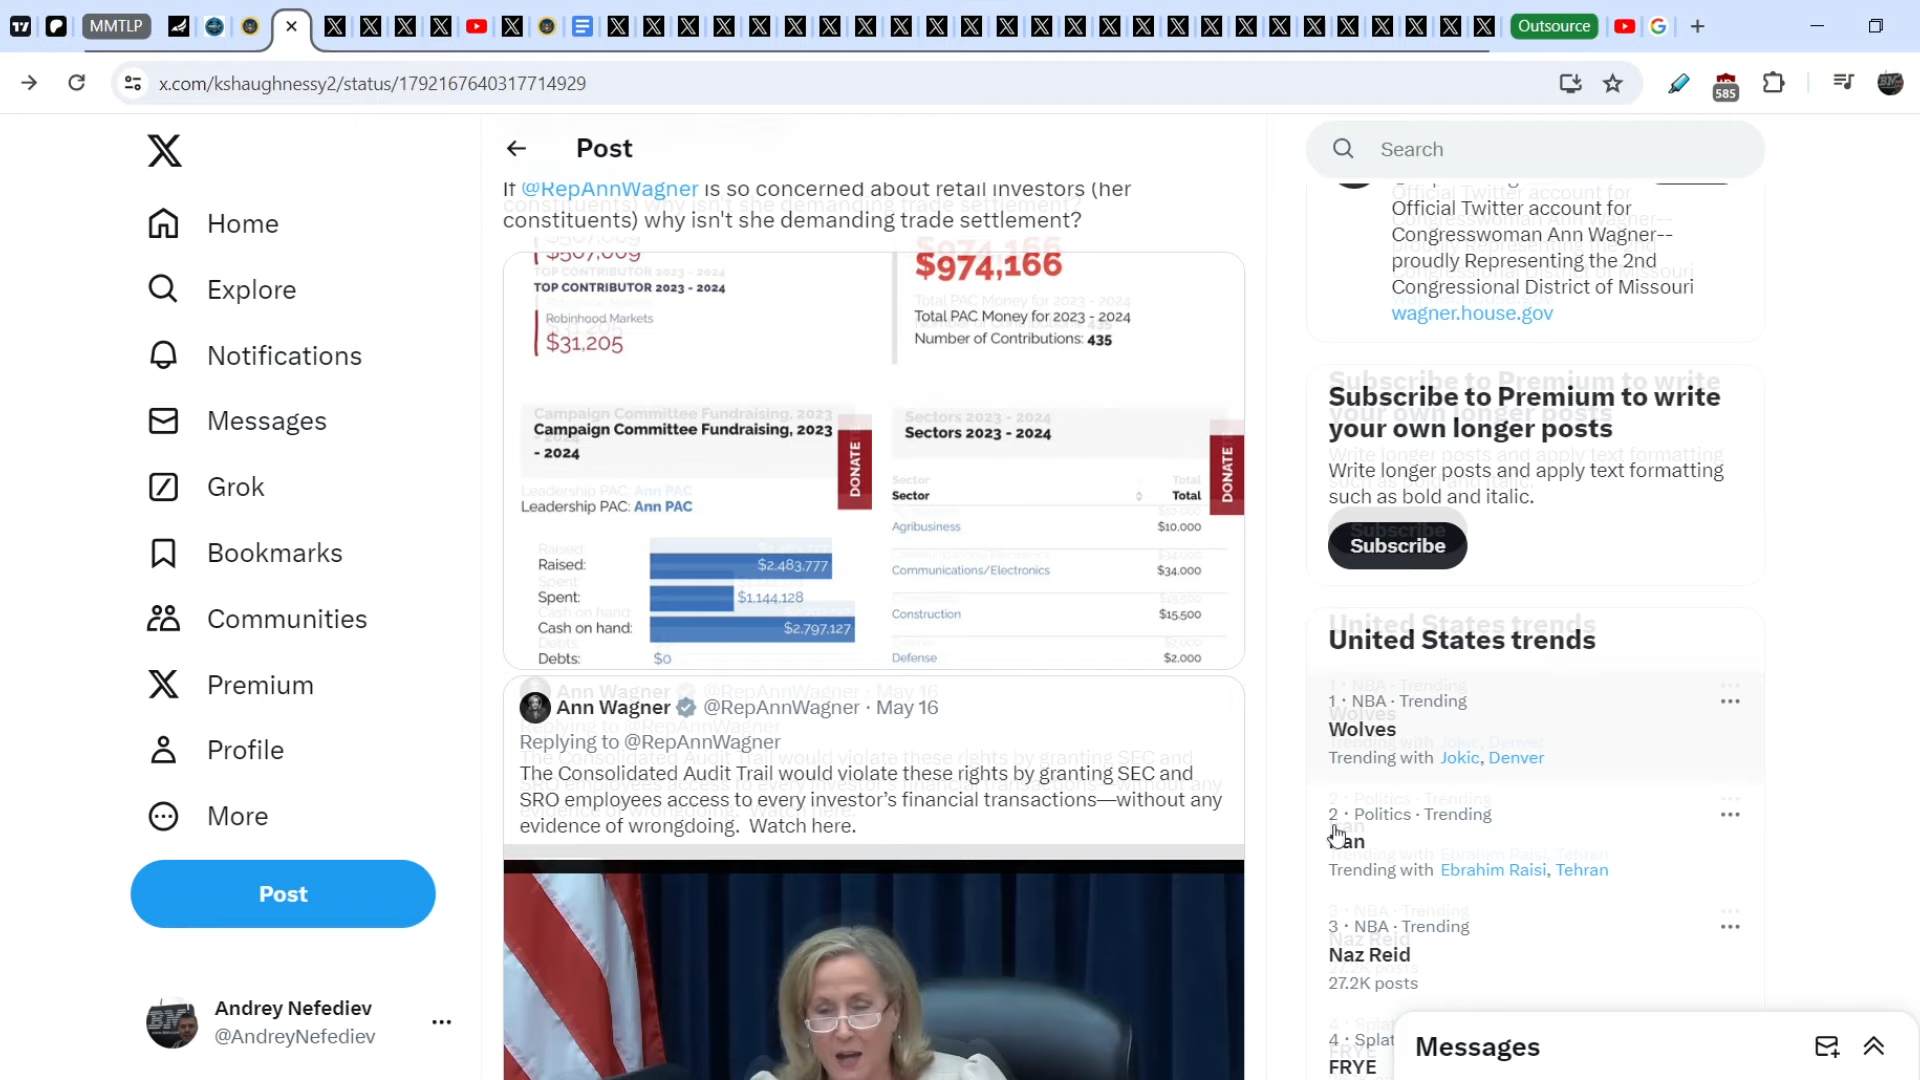 MMTLP
Outsource
x.com/kshaughnessy2/status/1792167640317714929
585
Post
Search
If @RepAnnWagner is so concerned about retail investors (her
constituents) why isn't she demanding trade settlement?
$974,166
TOP CONTRIBUTOR 2023 - 2024
Robinhood Markets
$31,205
Total PAC Money for 2023 - 2024
Number of Contributions: 435
Campaign Committee Fundraising, 2023
- 2024
DONATE
Leadership PAC: Ann PAC
Raised: $2,483,777
Spent: $1,144,128
Cash on hand: $2,797,127
Debts: $0
Sectors 2023 - 2024
DONATE
Sector Total
Agribusiness $10,000
Communications/Electronics $34,000
Construction $15,500
Defense $2,000
Ann Wagner @RepAnnWagner · May 16
Replying to @RepAnnWagner
The Consolidated Audit Trail would violate these rights by granting SEC and
SRO employees access to every investor's financial transactions—without any
evidence of wrongdoing. Watch here.
Home
Explore
Notifications
Messages
Grok
Bookmarks
Communities
Premium
Profile
More
Post
Andrey Nefediev
@AndreyNefediev
Official Twitter account for
Congresswoman Ann Wagner--
proudly Representing the 2nd
Congressional District of Missouri
wagner.house.gov
Subscribe to Premium to write
your own longer posts
Write longer posts and apply text formatting
such as bold and italic.
Subscribe
United States trends
1 · NBA · Trending
Wolves
Trending with Jokic, Denver
2 · Politics · Trending
Iran
Trending with Ebrahim Raisi, Tehran
3 · NBA · Trending
Naz Reid
27.2K posts
4 · Splat
FRYE
Messages